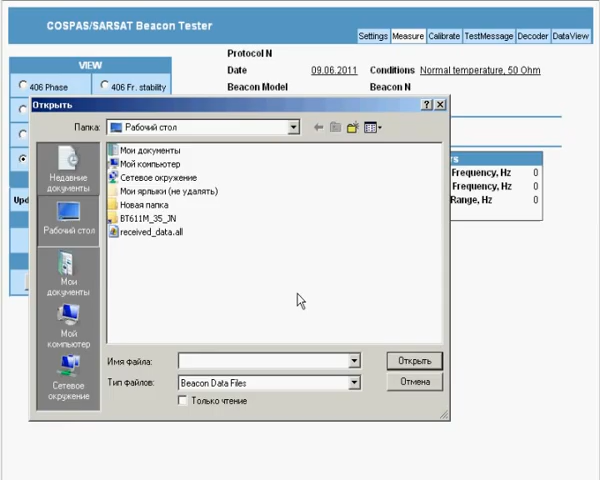 COSPAS/SARSAT Beacon Tester
Settings Measure Calibrate TestMessage Decoder DataView
VIEW
406 Phase 406 Fr. stability
Protocol N
Date 09.06.2011 Conditions Normal temperature, 50 Ohm
Beacon Model Beacon N
Открыть
Папка: Рабочий стол
Недавние документы
Рабочий стол
Мои документы
Мой компьютер
Сетевое окружение
Мои документы
Мой компьютер
Сетевое окружение
Мои ярлыки (не удалять)
Новая папка
BT611M_35_JN
received_data.all
Имя файла: Открыть
Тип файлов: Beacon Data Files Отмена
Только чтение
Frequency, Hz 0
Frequency, Hz 0
Range, Hz 0